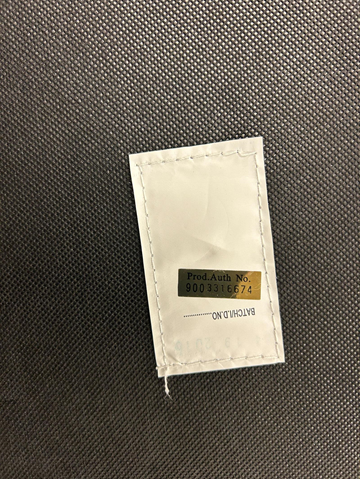 Prod.Auth No.
9003316674
BATCH/I.D.NO..............